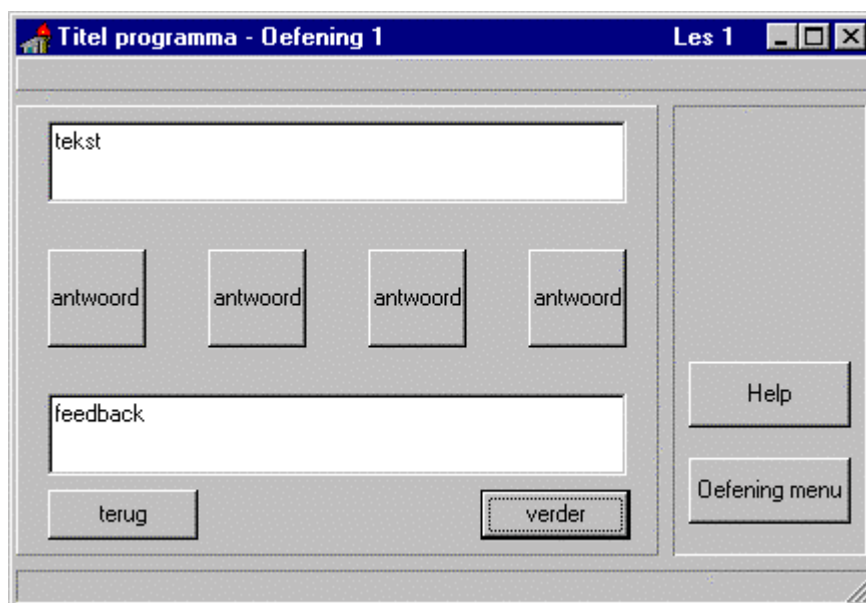 Titel programma - Oefening 1 Les 1
tekst
antwoord antwoord antwoord antwoord
Help
feedback
Oefening menu
terug verder